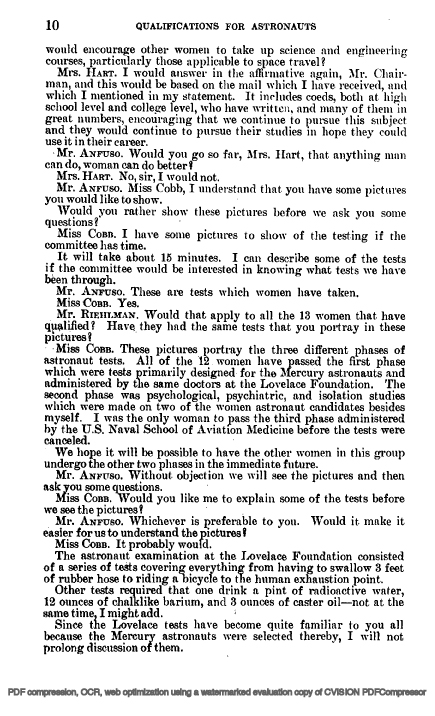 10 QUALIFICATIONS FOR ASTRONAUTS
would encourage other women to take up science and engineering
courses, particularly those applicable to space travel?
Mrs. HART. I would answer in the affirmative again, Mr. Chair-
man, and this would be based on the mail which I have received, and
which I mentioned in my statement. It includes coeds, both at high
school level and college level, who have written, and many of them in
great numbers, encouraging that we continue to pursue this subject
and they would continue to pursue their studies in hope they could
use it in their career.
Mr. ANFUSO. Would you go so far, Mrs. Hart, that anything man
can do, woman can do better?
Mrs. HART. No, sir, I would not.
Mr. ANFUSO. Miss Cobb, I understand that you have some pictures
you would like to show.
Would you rather show these pictures before we ask you some
questions?
Miss COBB. I have some pictures to show of the testing if the
committee has time.
It will take about 15 minutes. I can describe some of the tests
if the committee would be interested in knowing what tests we have
been through.
Mr. ANFUSO. These are tests which women have taken.
Miss COBB. Yes.
Mr. RIEHLMAN. Would that apply to all the 13 women that have
qualified? Have they had the same tests that you portray in these
pictures?
Miss COBB. These pictures portray the three different phases of
astronaut tests. All of the 12 women have passed the first phase
which were tests primarily designed for the Mercury astronauts and
administered by the same doctors at the Lovelace Foundation. The
second phase was psychological, psychiatric, and isolation studies
which were made on two of the women astronaut candidates besides
myself. I was the only woman to pass the third phase administered
by the U.S. Naval School of Aviation Medicine before the tests were
canceled.
We hope it will be possible to have the other women in this group
undergo the other two phases in the immediate future.
Mr. ANFUSO. Without objection we will see the pictures and then
ask you some questions.
Miss COBB. Would you like me to explain some of the tests before
we see the pictures?
Mr. ANFUSO. Whichever is preferable to you. Would it make it
easier for us to understand the pictures?
Miss COBB. It probably would.
The astronaut examination at the Lovelace Foundation consisted
of a series of tests covering everything from having to swallow 3 feet
of rubber hose to riding a bicycle to the human exhaustion point.
Other tests required that one drink a pint of radioactive water,
12 ounces of chalklike barium, and 3 ounces of caster oil—not at the
same time, I might add.
Since the Lovelace tests have become quite familiar to you all
because the Mercury astronauts were selected thereby, I will not
prolong discussion of them.
PDF compression, OCR, web optimization using a watermarked evaluation copy of CVISION PDFCompressor